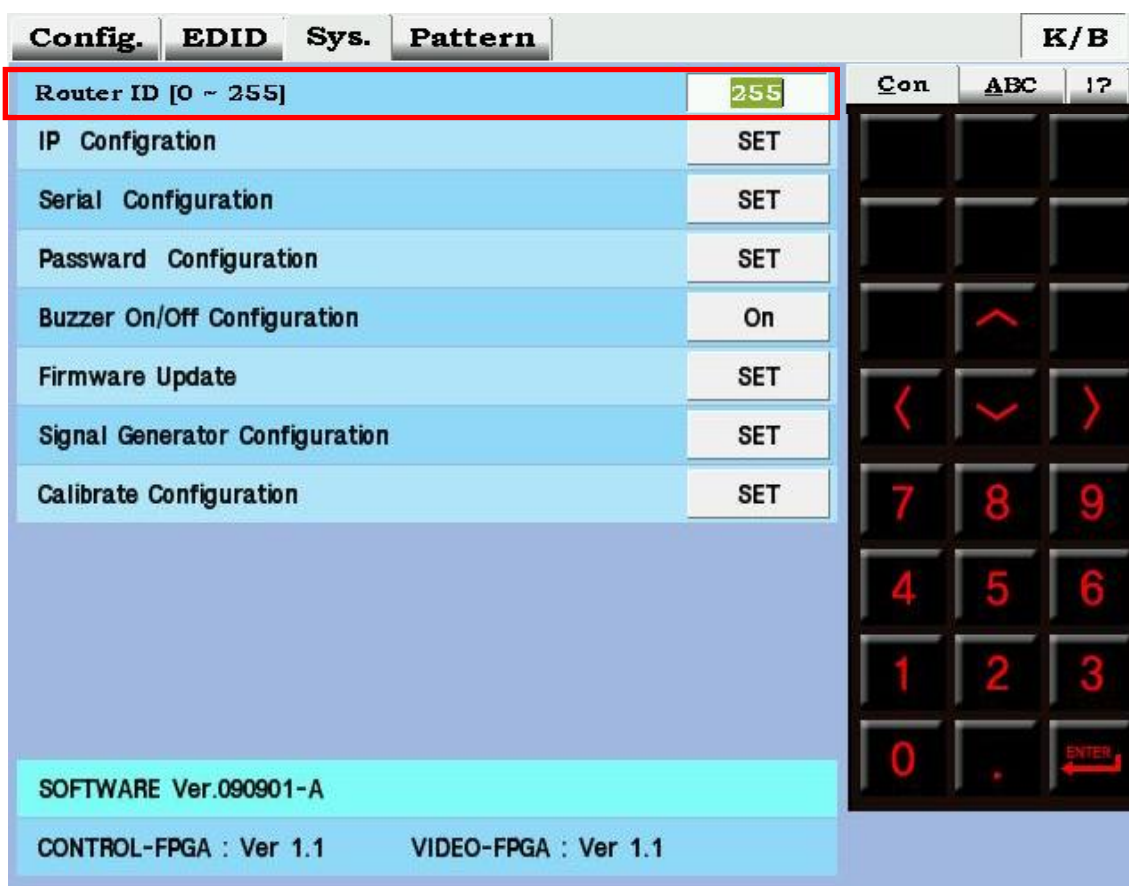 Config. EDID Sys. Pattern K/B
Router ID [0 ~ 255] 255
IP Configration SET
Serial Configuration SET
Passward Configuration SET
Buzzer On/Off Configuration On
Firmware Update SET
Signal Generator Configuration SET
Calibrate Configuration SET
SOFTWARE Ver.090901-A
CONTROL-FPGA : Ver 1.1 VIDEO-FPGA : Ver 1.1
Con ABC !?
7 8 9
4 5 6
1 2 3
0 . ENTER